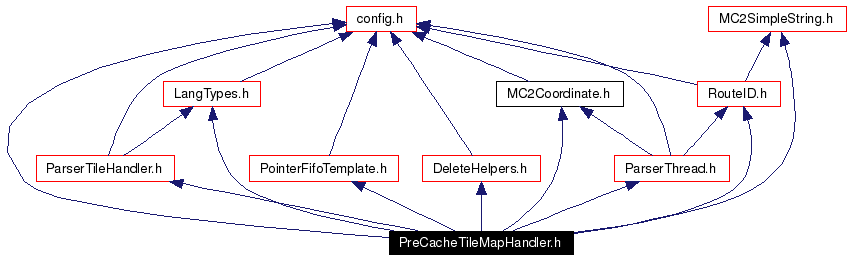 config.h
MC2SimpleString.h
LangTypes.h
MC2Coordinate.h
RouteID.h
ParserTileHandler.h
PointerFifoTemplate.h
DeleteHelpers.h
ParserThread.h
PreCacheTileMapHandler.h